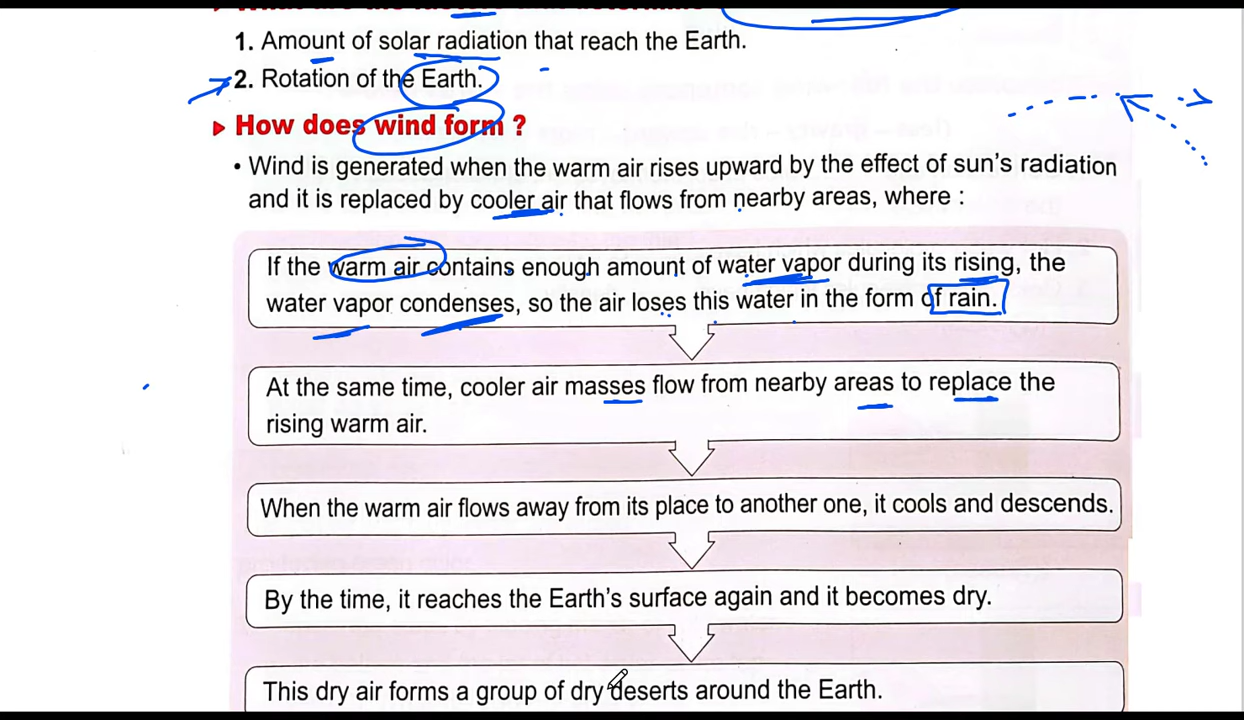 1. Amount of solar radiation that reach the Earth.
2. Rotation of the Earth.
How does wind form ?
• Wind is generated when the warm air rises upward by the effect of sun's radiation
and it is replaced by cooler air that flows from nearby areas, where :
If the warm air contains enough amount of water vapor during its rising, the
water vapor condenses, so the air loses this water in the form of rain.
At the same time, cooler air masses flow from nearby areas to replace the
rising warm air.
When the warm air flows away from its place to another one, it cools and descends.
By the time, it reaches the Earth's surface again and it becomes dry.
This dry air forms a group of dry deserts around the Earth.